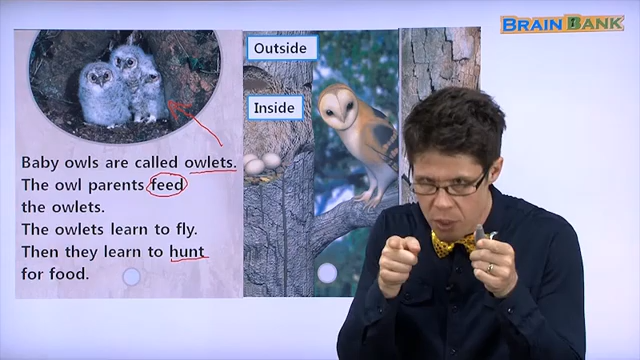 BRAIN BANK
Outside
Inside
Baby owls are called owlets.
The owl parents feed
the owlets.
The owlets learn to fly.
Then they learn to hunt
for food.